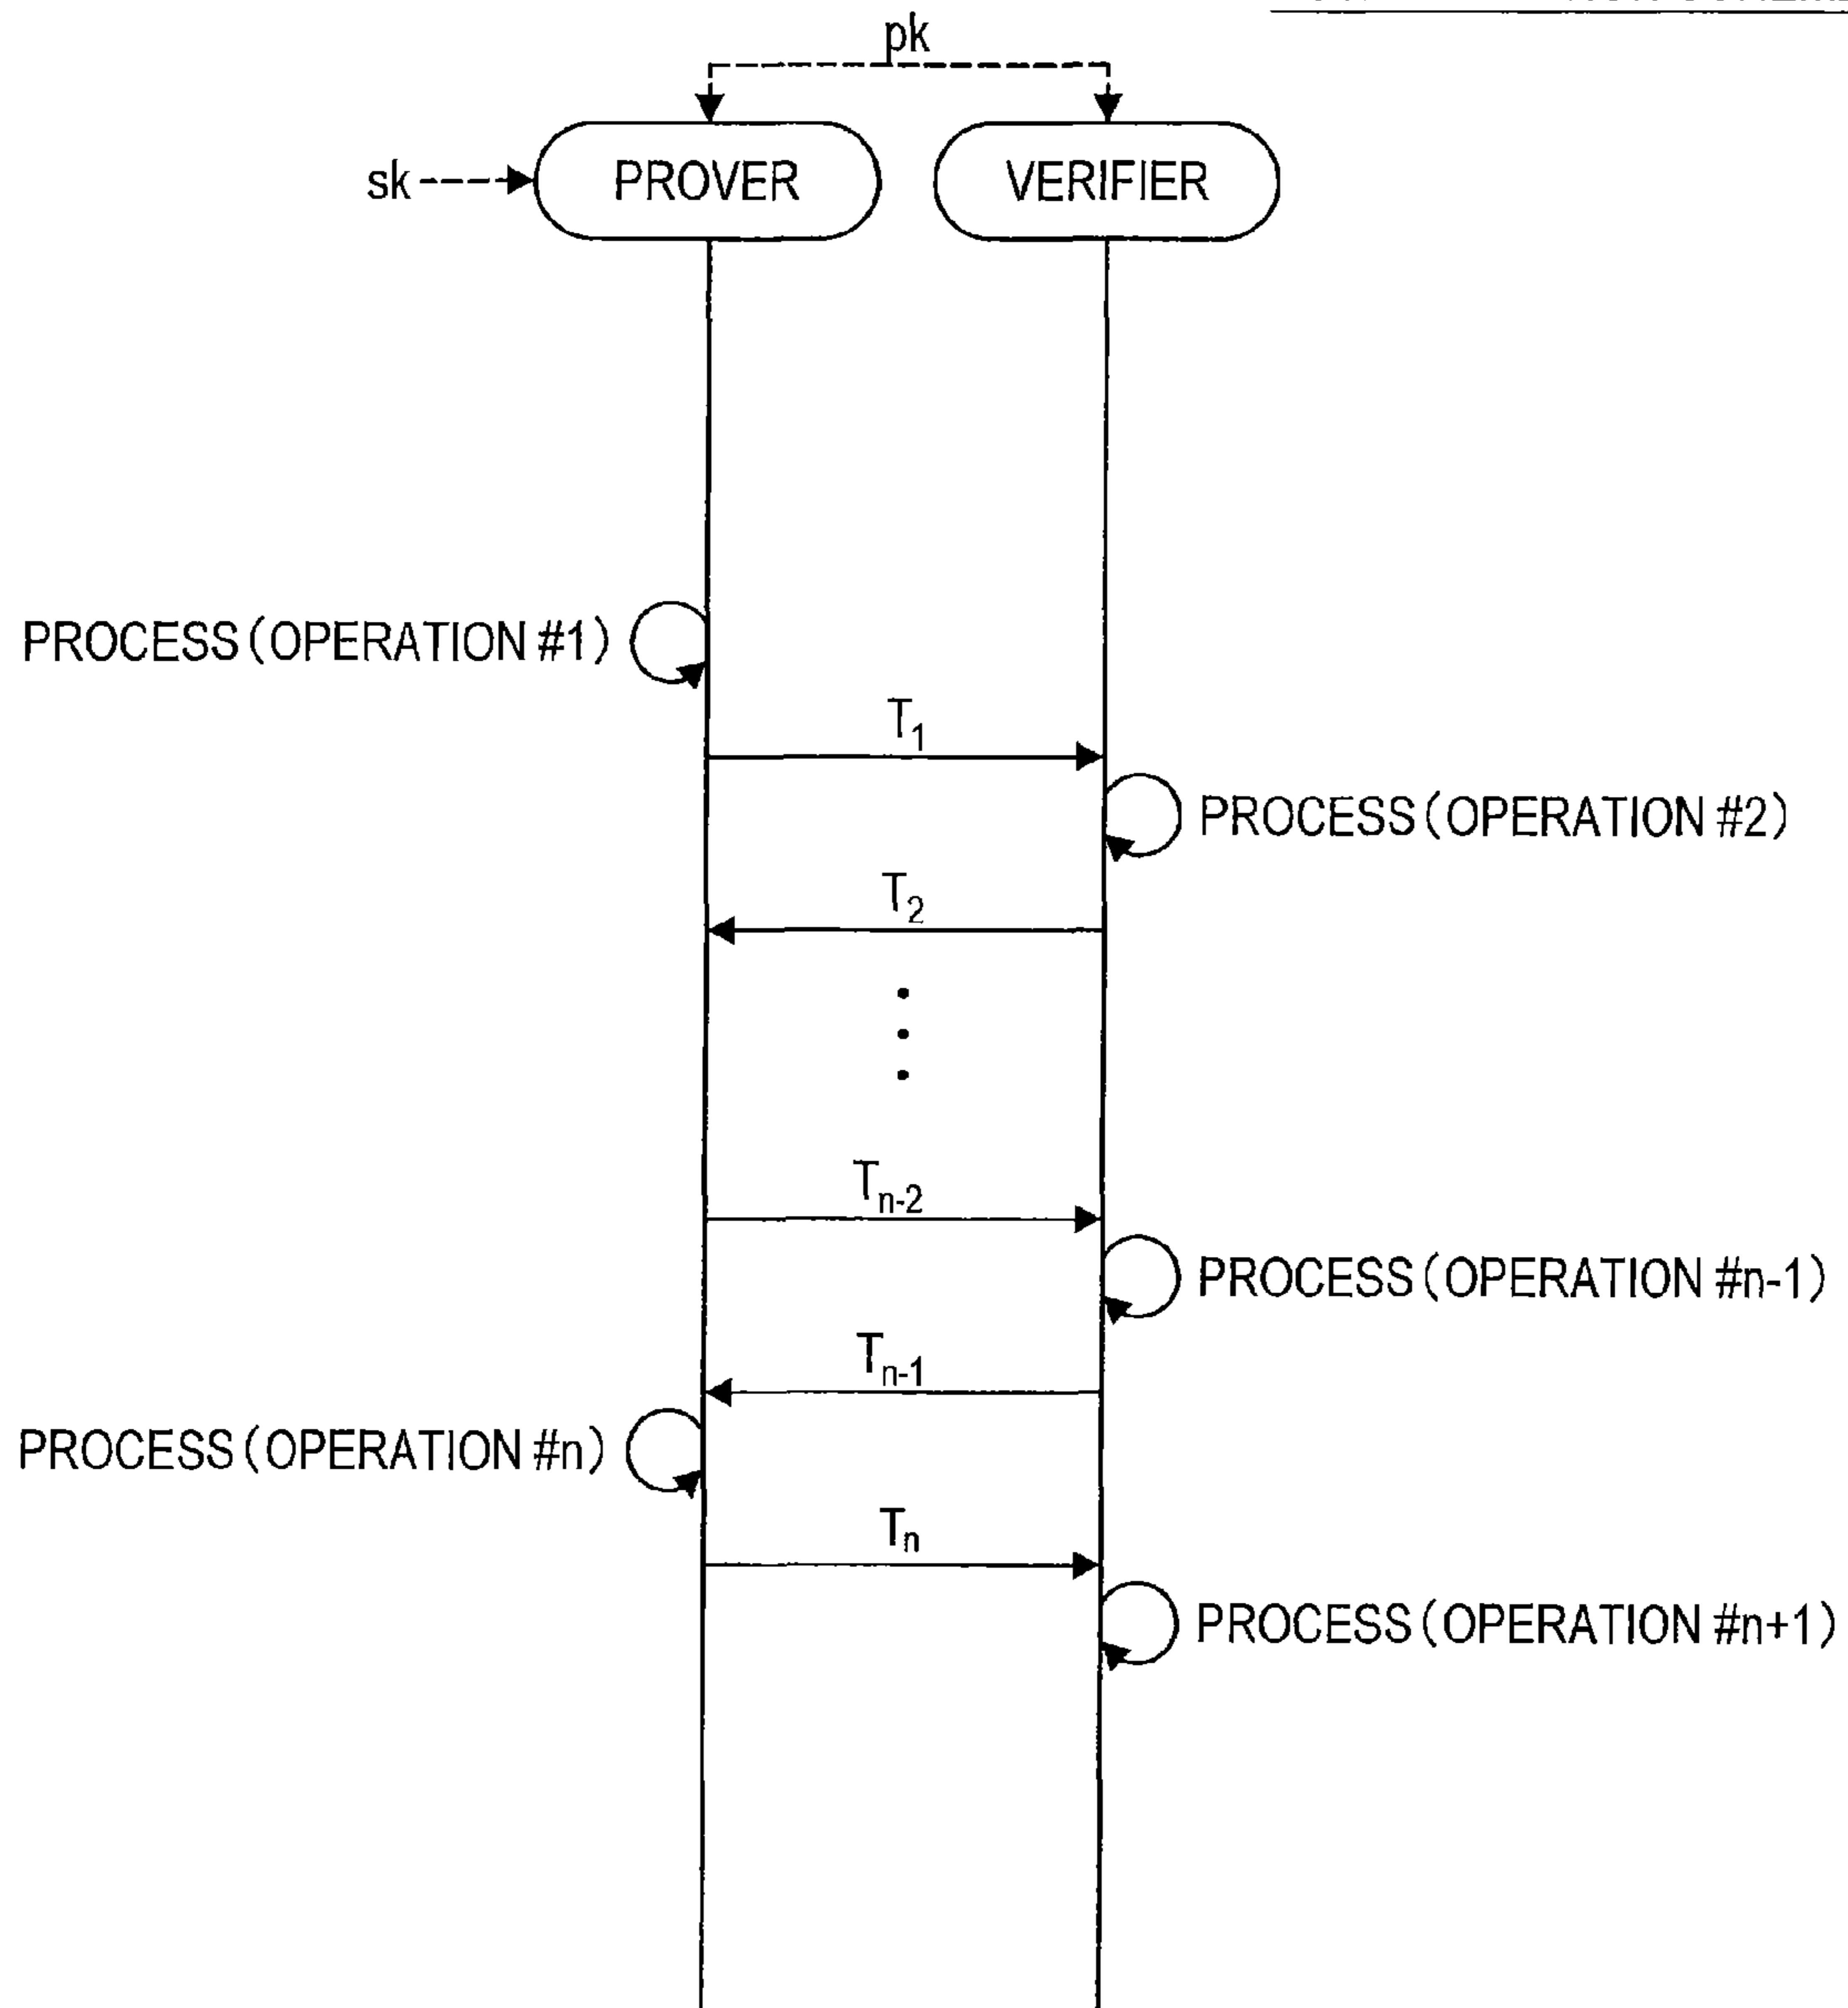 pk
sk
PROVER
VERIFIER
PROCESS (OPERATION #1)
T₁
PROCESS (OPERATION #2)
T₂
Tₙ₋₂
PROCESS (OPERATION #n-1)
Tₙ₋₁
PROCESS (OPERATION #n)
Tₙ
PROCESS (OPERATION #n+1)